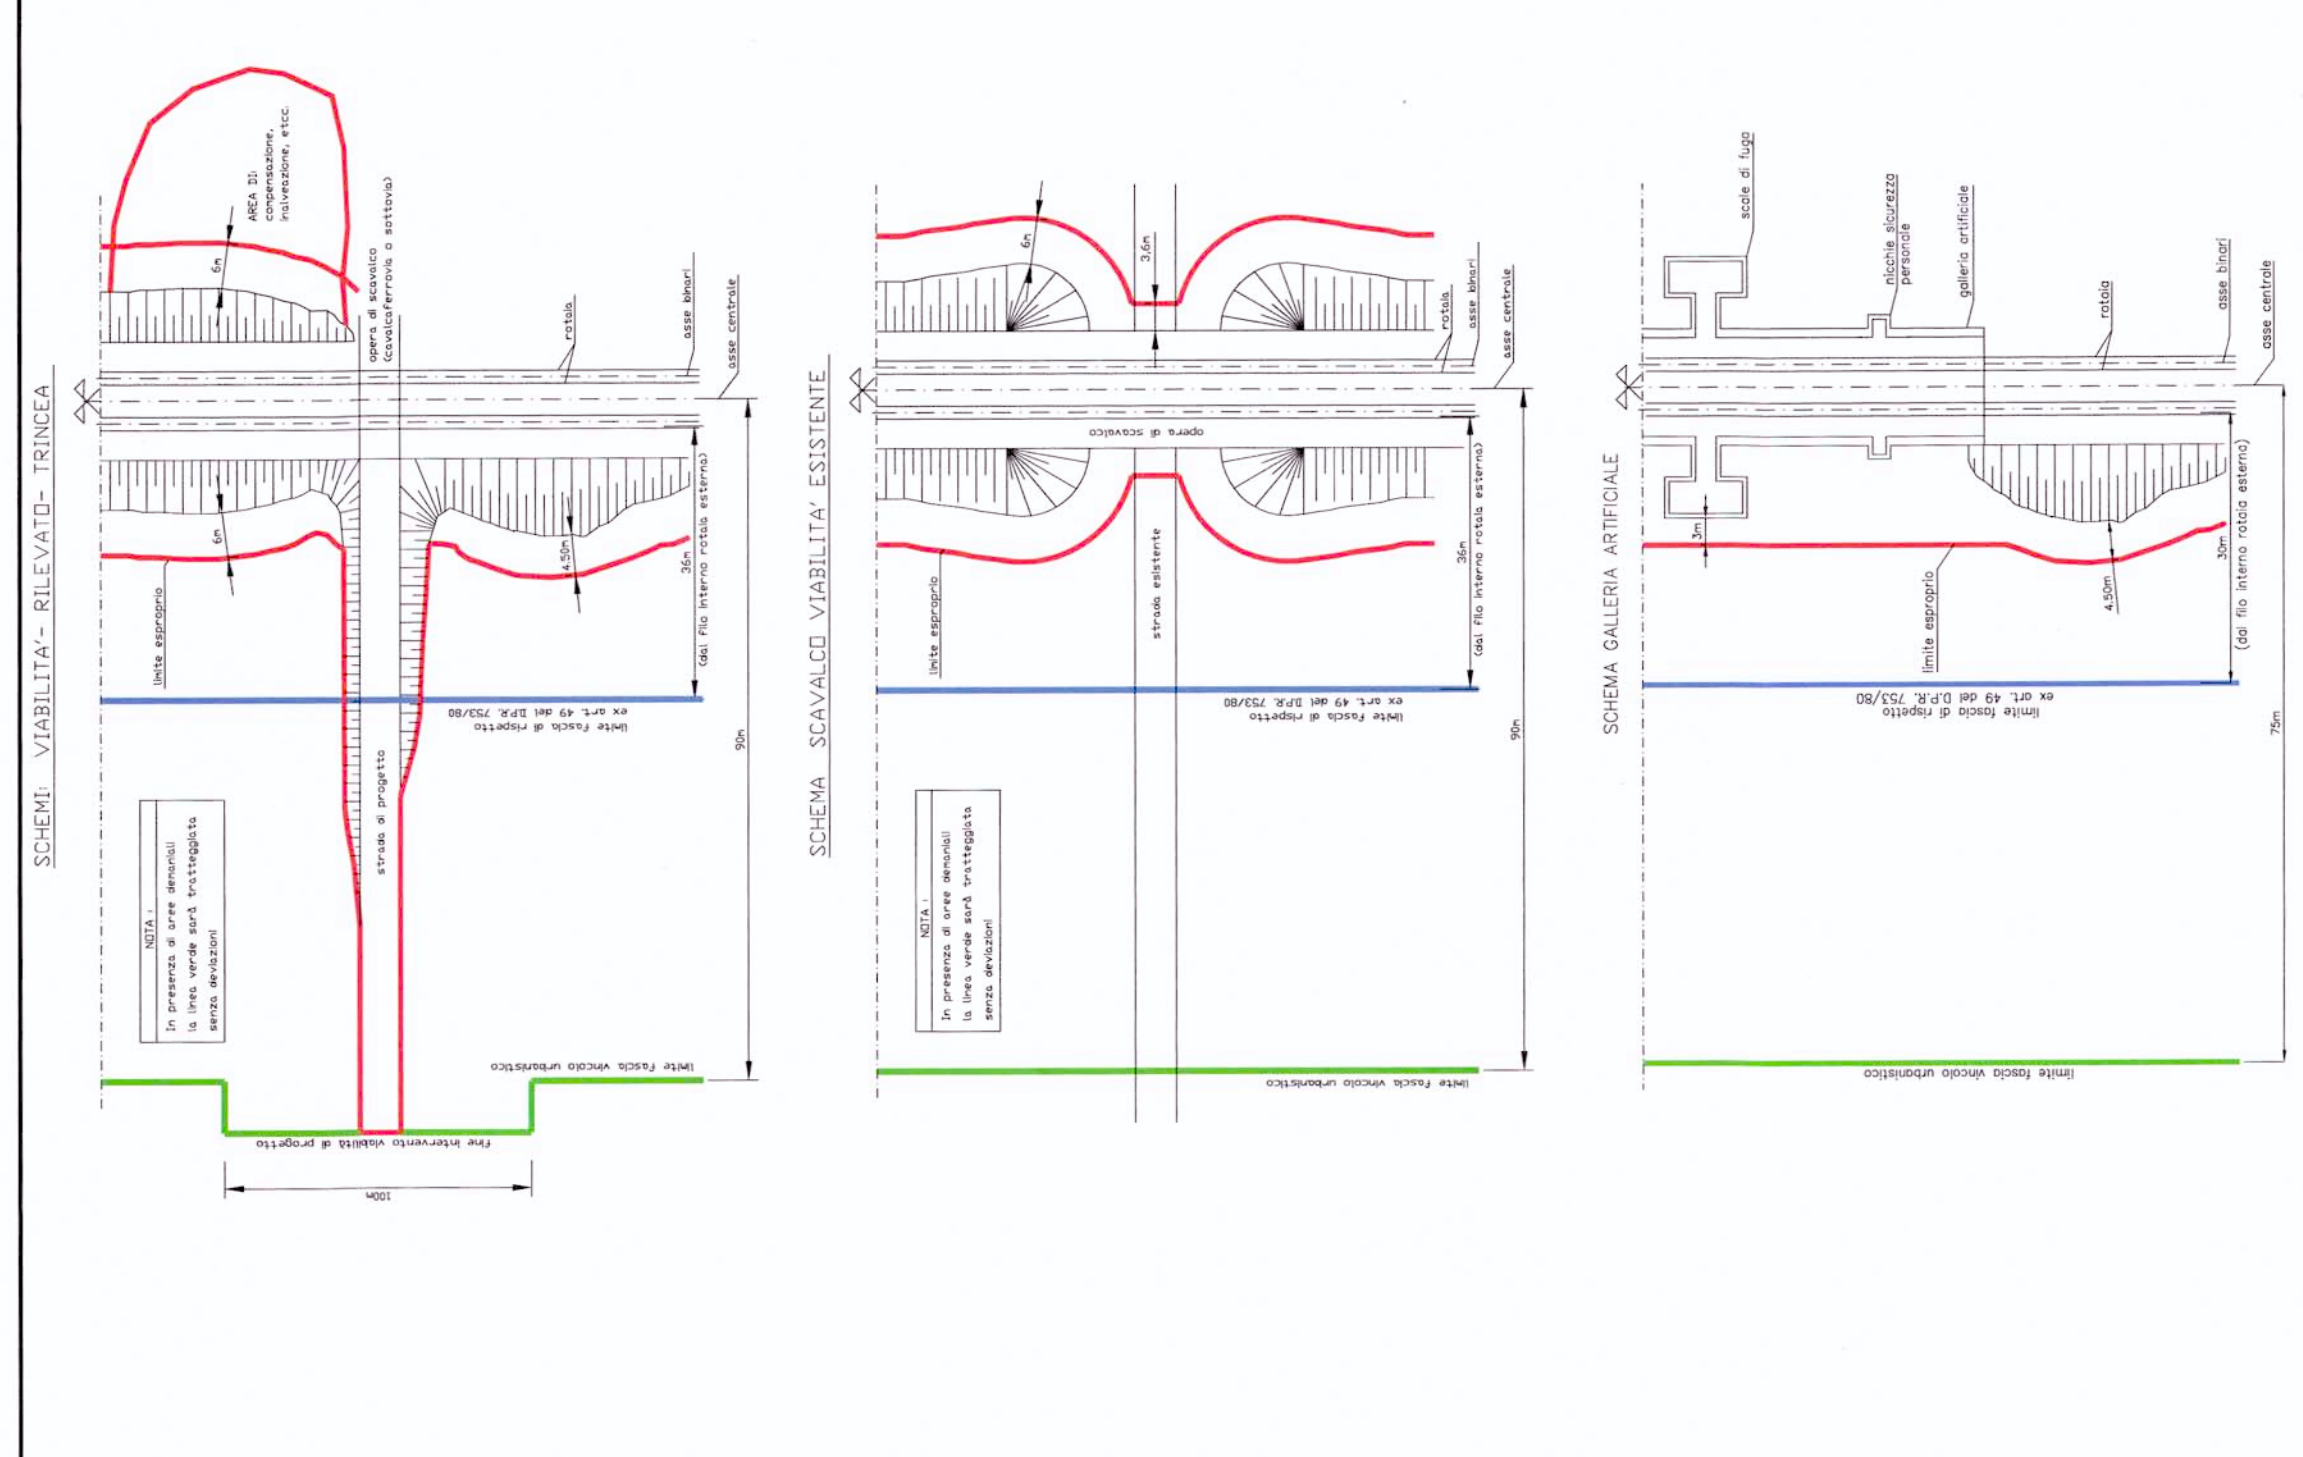 SCHEMI: VIABILITA'- RILEVATO- TRINCEA
AREA DI:
compensazione,
inalveazione, etcc.
6m
opera di scavalco
(cavalcaferrovia o sottovia)
rotaia
asse binari
asse centrale
6m
4.50m
36m
(dal filo interno rotaia esterna)
limite esproprio
limite fascia di rispetto
ex art. 49 del D.P.R. 753/80
strada di progetto
90m
NOTA :
In presenza di aree demaniali
la linea verde sarà tratteggiata
senza deviazioni
limite fascia vincolo urbanistico
fine intervento viabilità di progetto
100m
SCHEMA SCAVALCO VIABILITA' ESISTENTE
6m
3,6m
rotaia
asse binari
asse centrale
opera di scavalco
36m
(dal filo interno rotaia esterna)
strada esistente
limite esproprio
limite fascia di rispetto
ex art. 49 del D.P.R. 753/80
90m
NOTA :
In presenza di aree demaniali
la linea verde sarà tratteggiata
senza deviazioni
limite fascia vincolo urbanistico
SCHEMA GALLERIA ARTIFICIALE
scale di fuga
nicchie sicurezza
personale
galleria artificiale
rotaia
asse binari
asse centrale
3m
4.50m
30m
(dal filo interno rotaia esterna)
limite esproprio
limite fascia di rispetto
ex art. 49 del D.P.R. 753/80
75m
limite fascia vincolo urbanistico